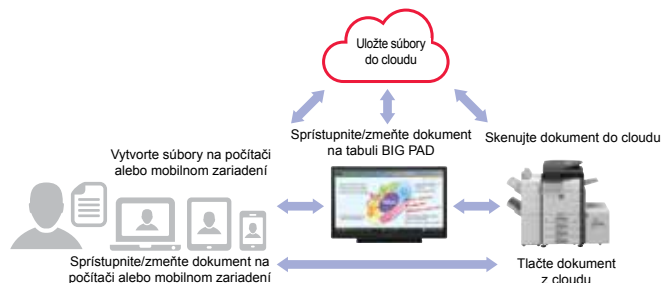 Uložte súbory
do cloudu
Sprístupnite/zmeňte dokument
na tabuli BIG PAD
Skenujte dokument do cloudu
Vytvorte súbory na počítači
alebo mobilnom zariadení
Sprístupnite/zmeňte dokument na
počítači alebo mobilnom zariadení
Tlačte dokument
z cloudu